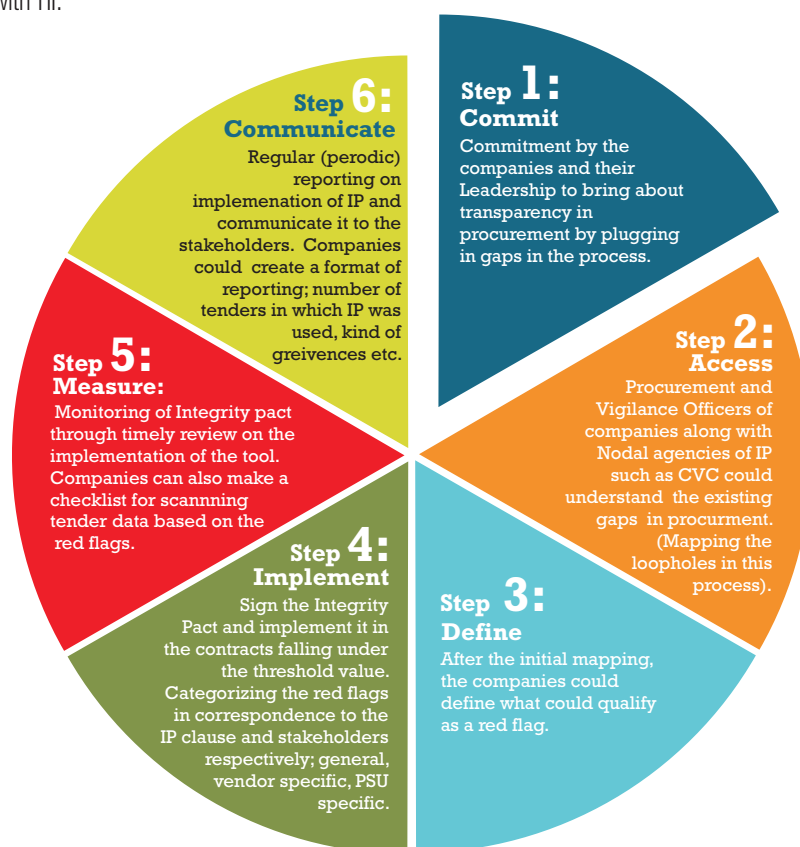 with TII.
Step 1:
Commit
Commitment by the
companies and their
Leadership to bring about
transparency in
procurement by plugging
in gaps in the process.
Step 2:
Access
Procurement and
Vigilance Officers of
companies along with
Nodal agencies of IP
such as CVC could
understand the existing
gaps in procurment.
(Mapping the
loopholes in this
process).
Step 3:
Define
After the initial mapping,
the companies could
define what could qualify
as a red flag.
Step 4:
Implement
Sign the Integrity
Pact and implement it in
the contracts falling under
the threshold value.
Categorizing the red flags
in correspondence to the
IP clause and stakeholders
respectively; general,
vendor specific, PSU
specific.
Step 5:
Measure:
Monitoring of Integrity pact
through timely review on the
implementation of the tool.
Companies can also make a
checklist for scannning
tender data based on the
red flags.
Step 6:
Communicate
Regular (perodic)
reporting on
implemenation of IP and
communicate it to the
stakeholders. Companies
could create a format of
reporting; number of
tenders in which IP was
used, kind of
greivences etc.